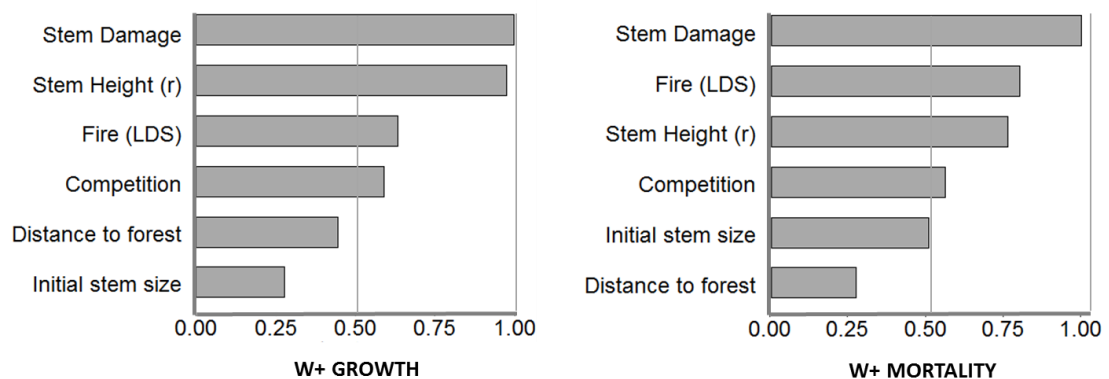 Stem Damage
Stem Height (r)
Fire (LDS)
Competition
Distance to forest
Initial stem size
0.00 0.25 0.50 0.75 1.00
W+ GROWTH
Stem Damage
Fire (LDS)
Stem Height (r)
Competition
Initial stem size
Distance to forest
0.00 0.25 0.50 0.75 1.00
W+ MORTALITY